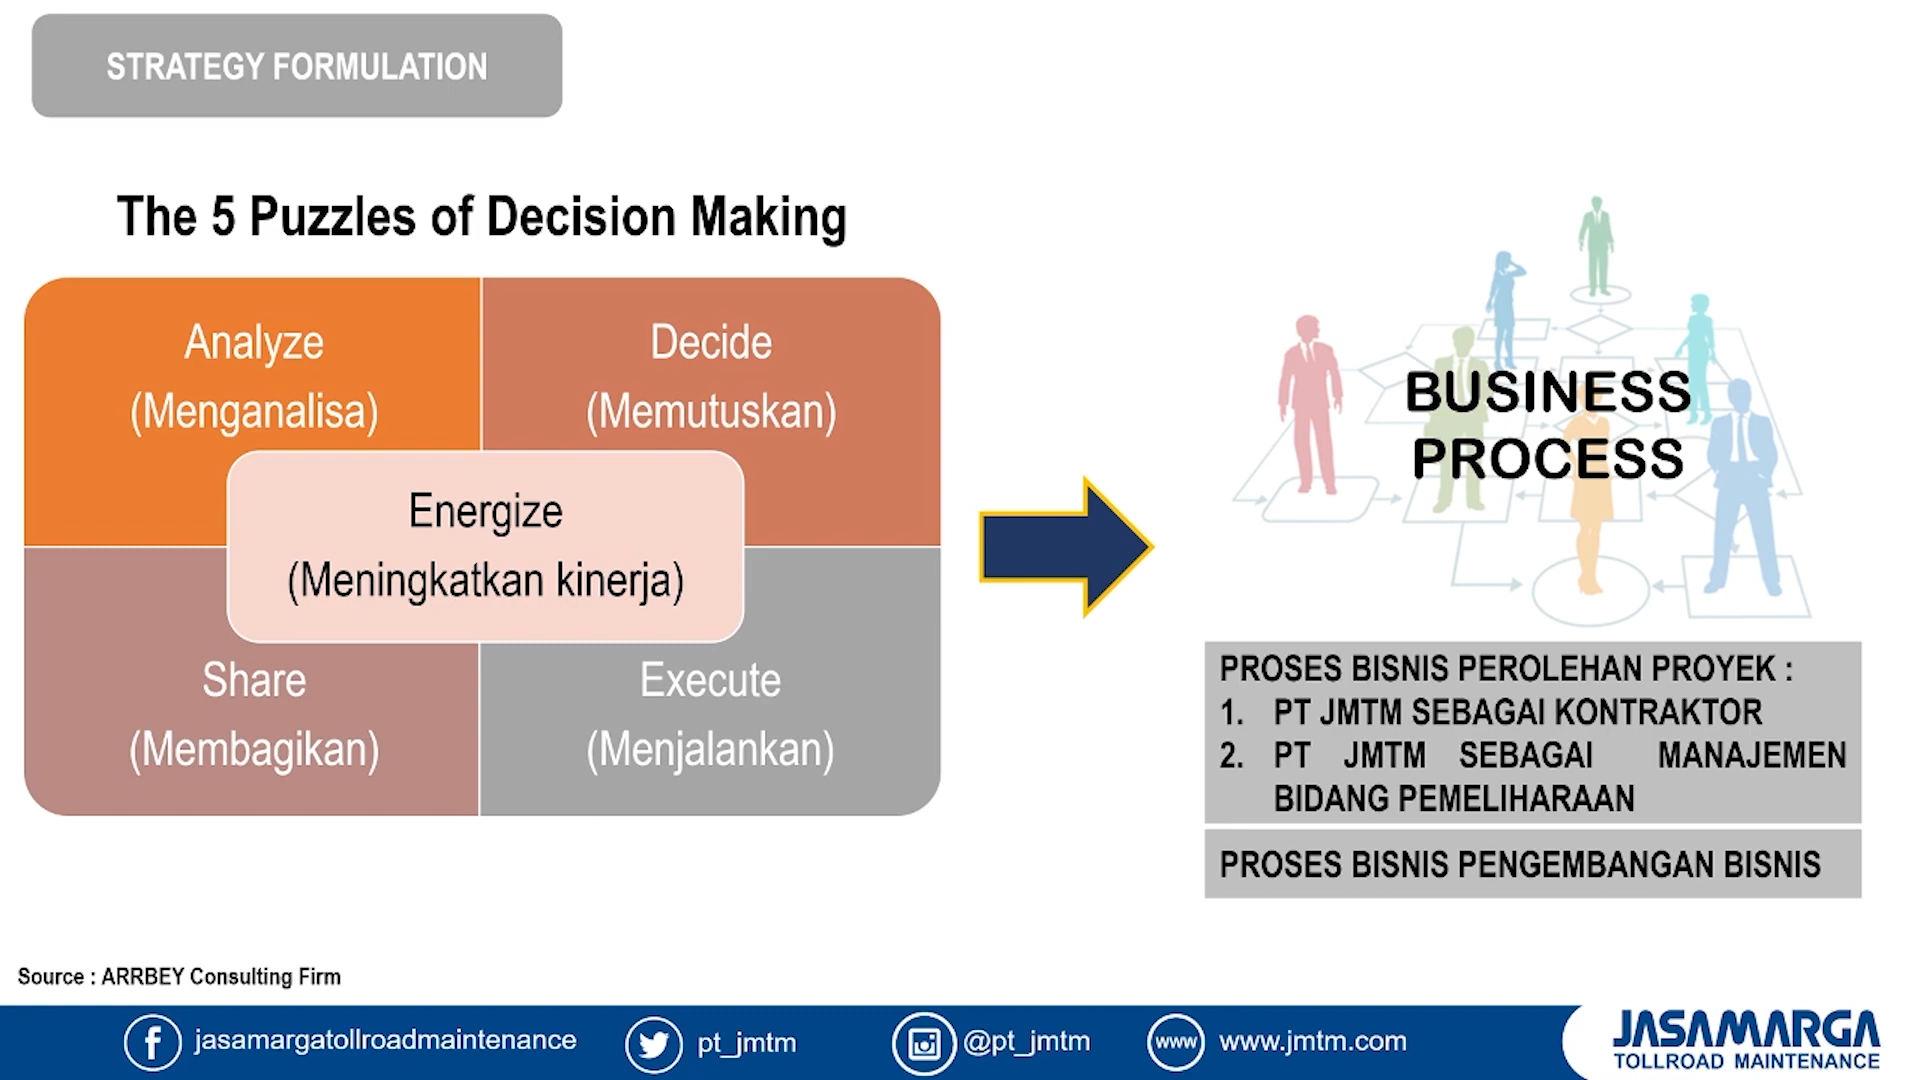 STRATEGY FORMULATION
The 5 Puzzles of Decision Making
Analyze
(Menganalisa)
Decide
(Memutuskan)
Energize
(Meningkatkan kinerja)
Share
(Membagikan)
Execute
(Menjalankan)
BUSINESS
PROCESS
PROSES BISNIS PEROLEHAN PROYEK :
1. PT JMTM SEBAGAI KONTRAKTOR
2. PT JMTM SEBAGAI MANAJEMEN
BIDANG PEMELIHARAAN
PROSES BISNIS PENGEMBANGAN BISNIS
Source : ARRBEY Consulting Firm
jasamargatollroadmaintenance
pt_jmtm
@pt_jmtm
www
www.jmtm.com
JASAMARGA
TOLLROAD MAINTENANCE